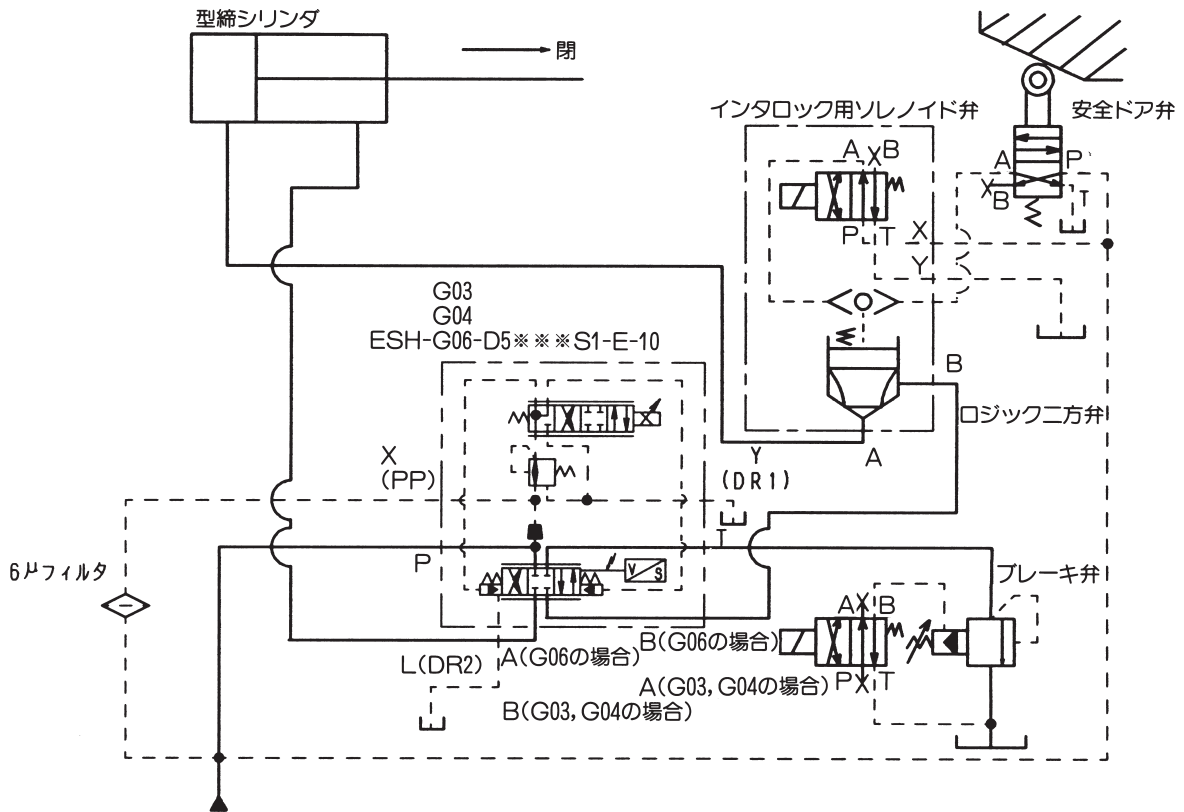 型締シリンダ
閉
インタロック用ソレノイド弁
安全ドア弁
A
B
A
P
B
T
P
T
X
Y
G03
G04
ESH-G06-D5※※※S1-E-10
B
ロジック二方弁
A
X
(PP)
Y
(DR1)
T
P
V
S
6μフィルタ
ブレーキ弁
A
B
L(DR2)
A(G06の場合)
B(G06の場合)
P
T
A(G03,G04の場合)
B(G03,G04の場合)